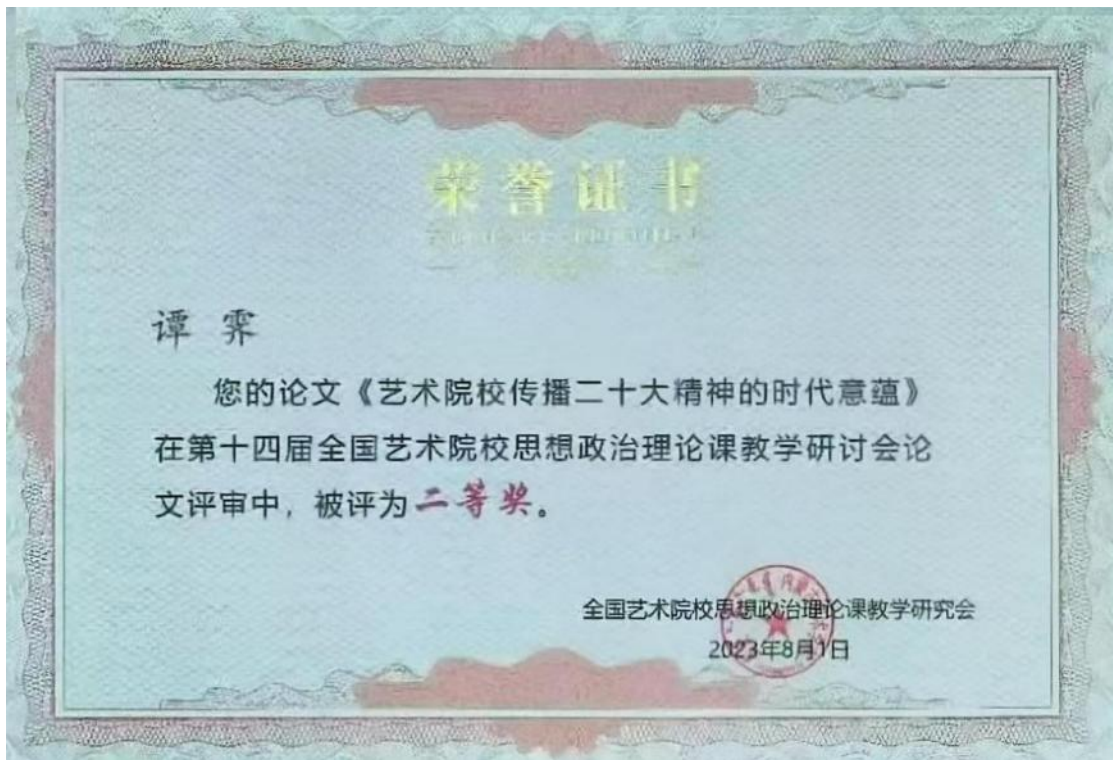 荣誉证书
谭霁
您的论文《艺术院校传播二十大精神的时代意蕴》
在第十四届全国艺术院校思想政治理论课教学研讨会论
文评审中，被评为二等奖。
全国艺术院校思想政治理论课教学研究会
2023年8月1日